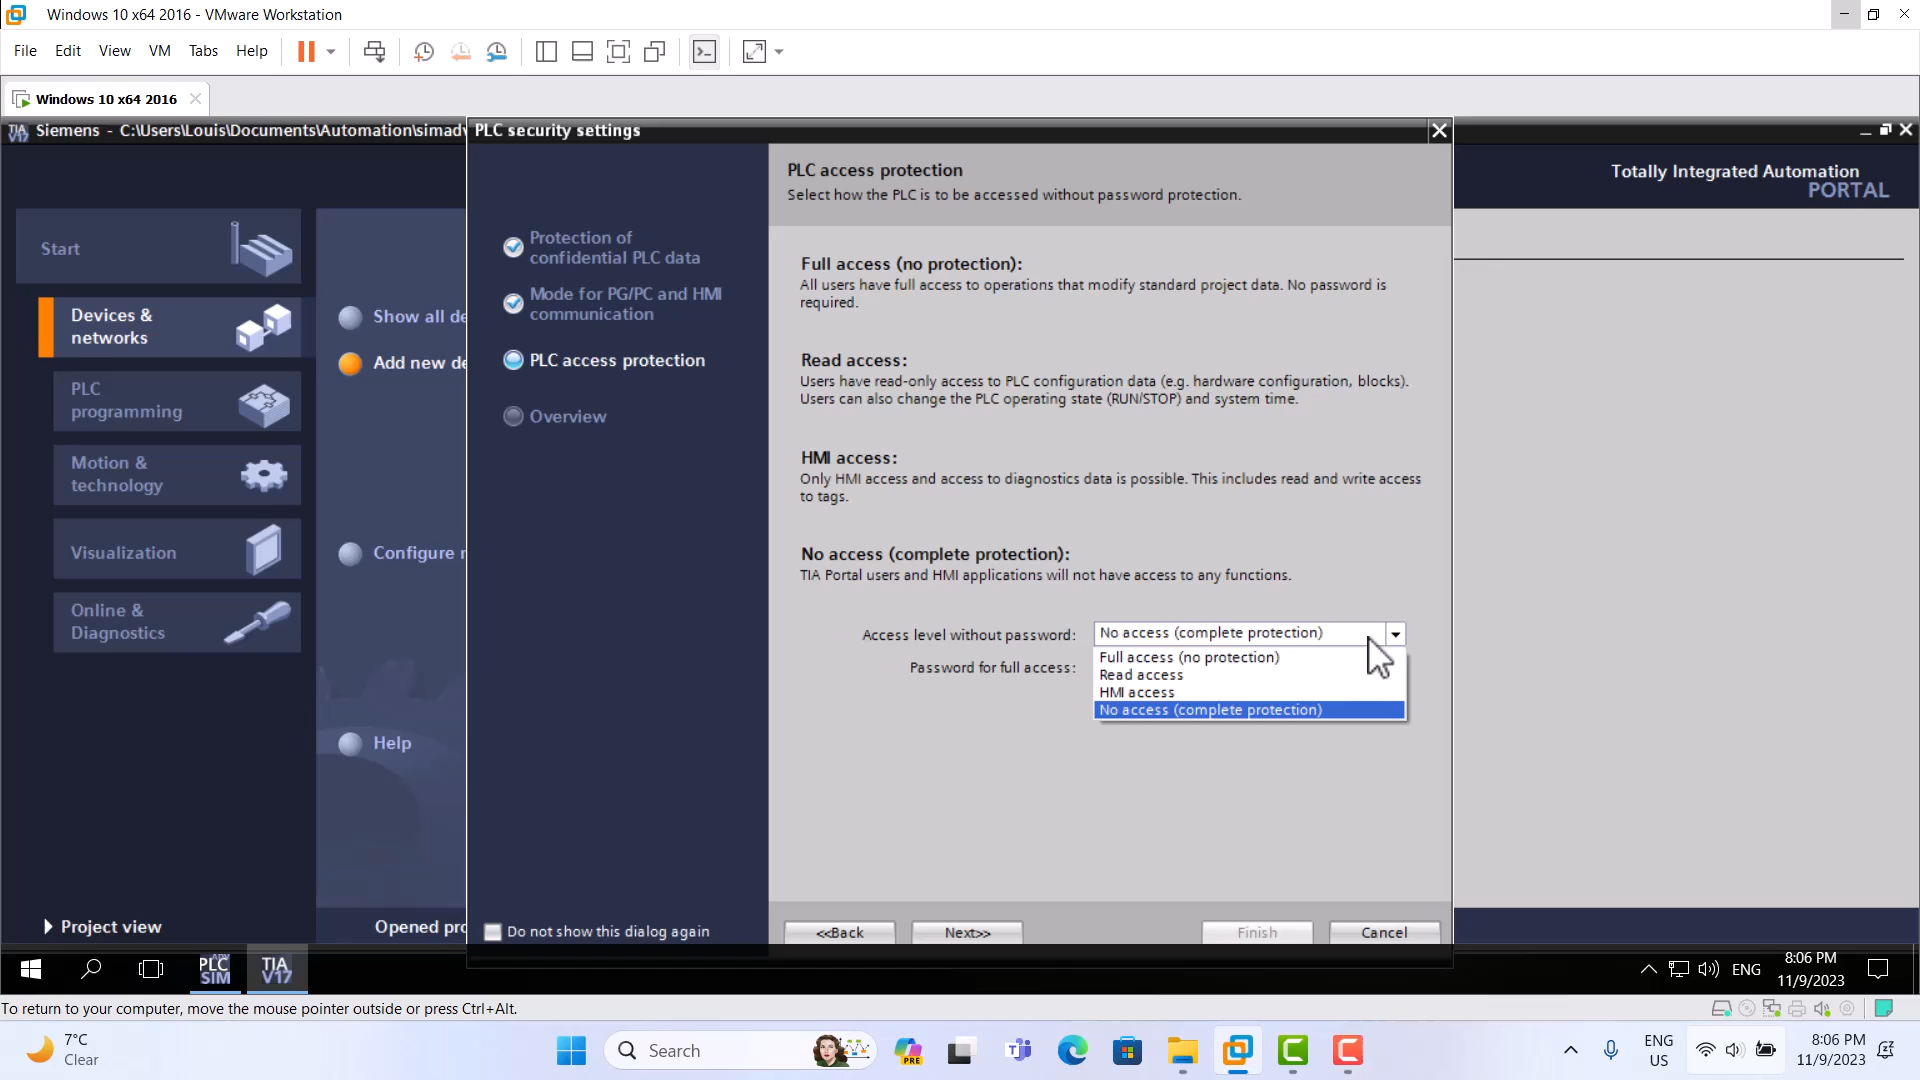 Windows 10 x64 2016 - VMware Workstation
File Edit View VM Tabs Help
Windows 10 x64 2016
TIA V17 Siemens - C:\Users\Louis\Documents\Automation\simadv
PLC security settings
Totally Integrated Automation
PORTAL
Start
Devices &
networks
PLC
programming
Motion &
technology
Visualization
Online &
Diagnostics
Project view
Show all de
Add new de
Configure n
Help
Opened pro
Protection of
confidential PLC data
Mode for PG/PC and HMI
communication
PLC access protection
Overview
Do not show this dialog again
PLC access protection
Select how the PLC is to be accessed without password protection.
Full access (no protection):
All users have full access to operations that modify standard project data. No password is
required.
Read access:
Users have read-only access to PLC configuration data (e.g. hardware configuration, blocks).
Users can also change the PLC operating state (RUN/STOP) and system time.
HMI access:
Only HMI access and access to diagnostics data is possible. This includes read and write access
to tags.
No access (complete protection):
TIA Portal users and HMI applications will not have access to any functions.
Access level without password: No access (complete protection)
Full access (no protection)
Password for full access:
Read access
HMI access
No access (complete protection)
<<Back Next>> Finish Cancel
PLC SIM ADV
TIA V17
ENG
8:06 PM
11/9/2023
To return to your computer, move the mouse pointer outside or press Ctrl+Alt.
7°C
Clear
Search
PRE
ENG
US
8:06 PM
11/9/2023